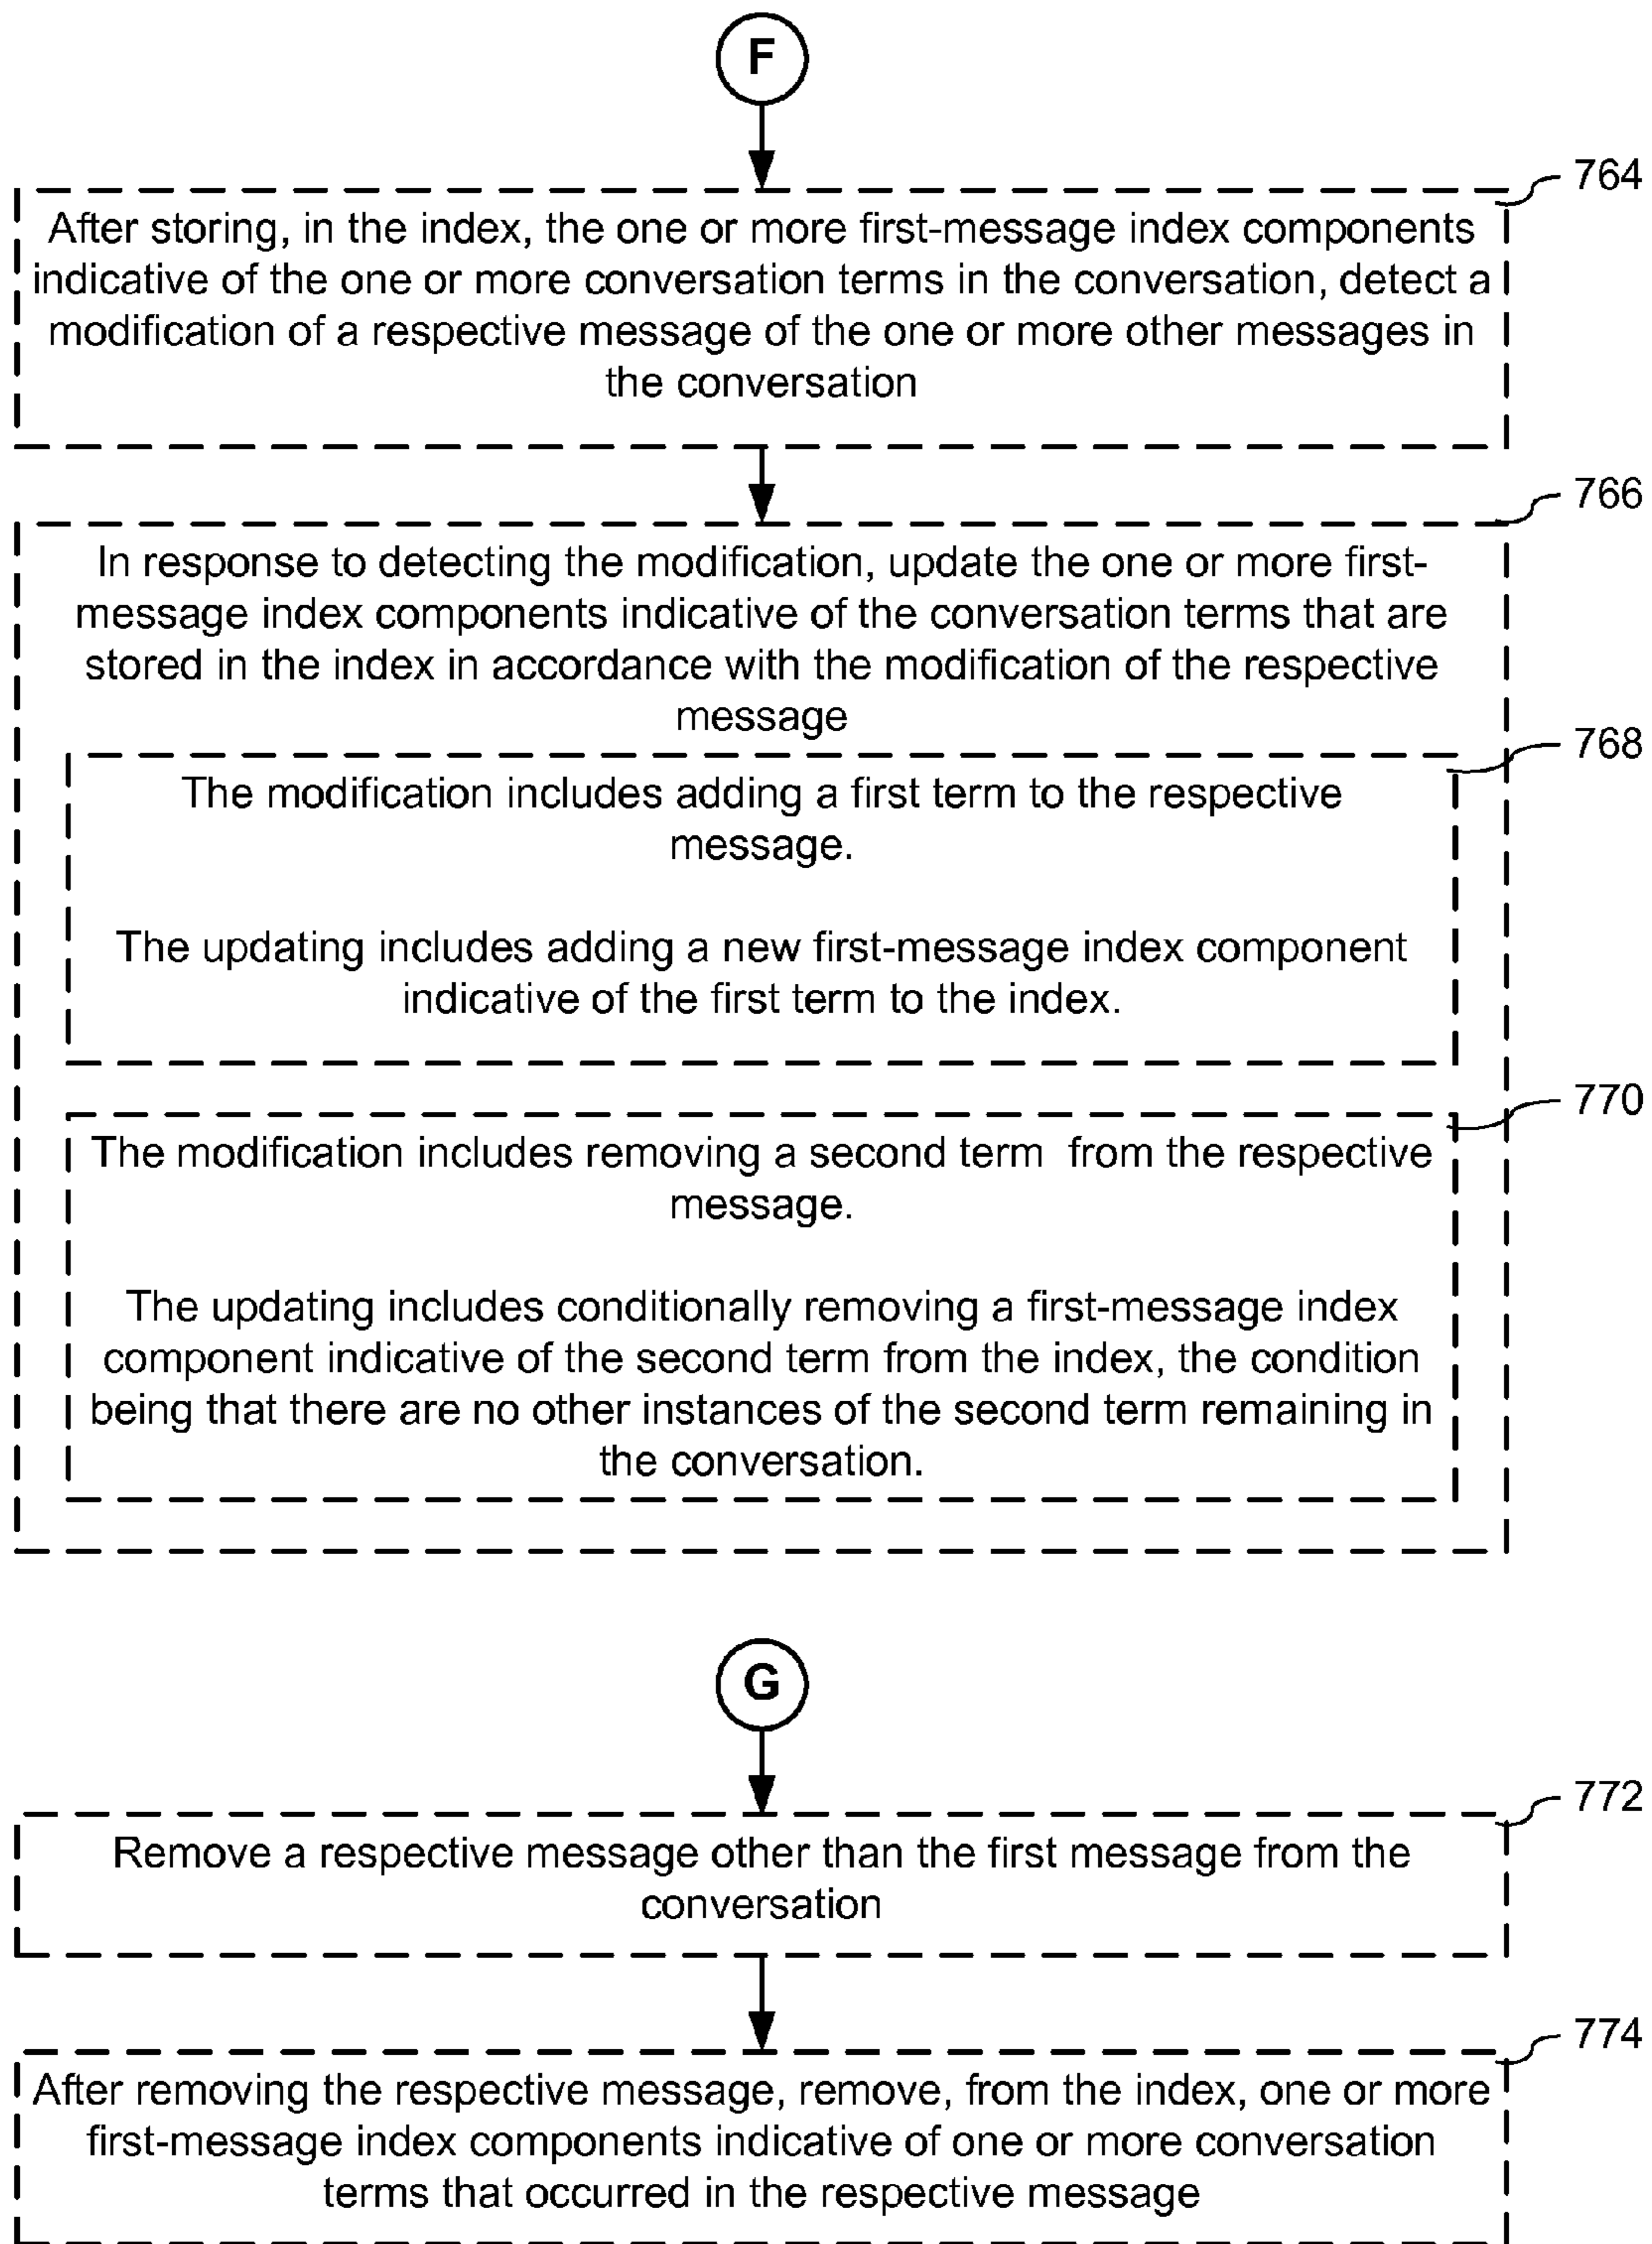 F
764
After storing, in the index, the one or more first-message index components
indicative of the one or more conversation terms in the conversation, detect a
modification of a respective message of the one or more other messages in
the conversation
766
In response to detecting the modification, update the one or more first-
message index components indicative of the conversation terms that are
stored in the index in accordance with the modification of the respective
message
768
The modification includes adding a first term to the respective
message.
The updating includes adding a new first-message index component
indicative of the first term to the index.
770
The modification includes removing a second term from the respective
message.
The updating includes conditionally removing a first-message index
component indicative of the second term from the index, the condition
being that there are no other instances of the second term remaining in
the conversation.
G
772
Remove a respective message other than the first message from the
conversation
774
After removing the respective message, remove, from the index, one or more
first-message index components indicative of one or more conversation
terms that occurred in the respective message